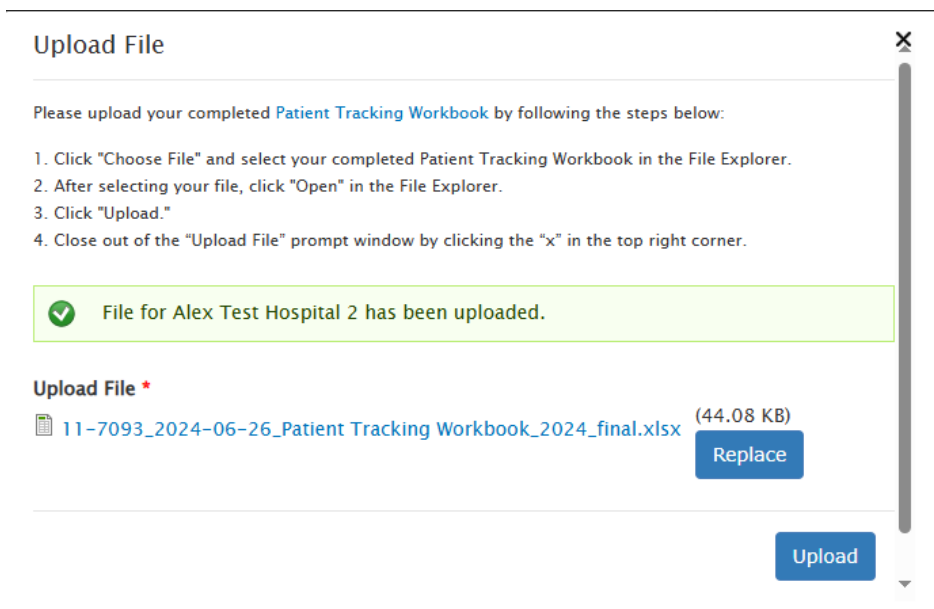 Upload File
Please upload your completed Patient Tracking Workbook by following the steps below:
1. Click "Choose File" and select your completed Patient Tracking Workbook in the File Explorer.
2. After selecting your file, click "Open" in the File Explorer.
3. Click "Upload."
4. Close out of the “Upload File” prompt window by clicking the “x” in the top right corner.
File for Alex Test Hospital 2 has been uploaded.
Upload File *
11-7093_2024-06-26_Patient Tracking Workbook_2024_final.xlsx
(44.08 KB)
Replace
Upload